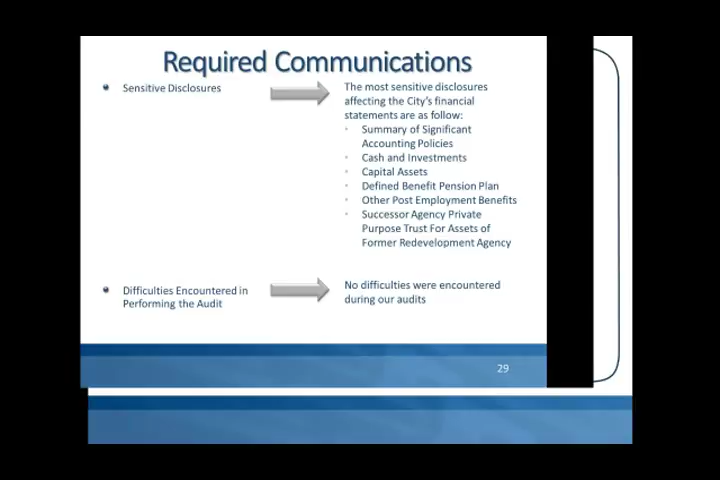 Required Communications
Sensitive Disclosures
The most sensitive disclosures
affecting the City's financial
statements are as follow:
Summary of Significant
Accounting Policies
Cash and Investments
Capital Assets
Defined Benefit Pension Plan
Other Post Employment Benefits
Successor Agency Private
Purpose Trust For Assets of
Former Redevelopment Agency
Difficulties Encountered in
Performing the Audit
No difficulties were encountered
during our audits
29